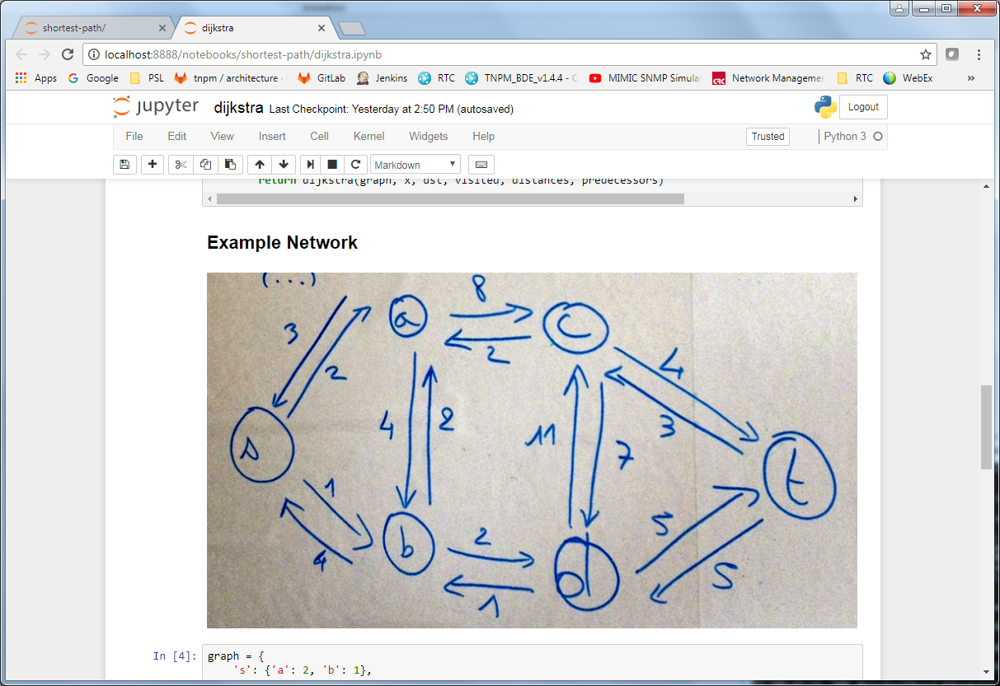 shortest-path/
dijkstra
localhost:8888/notebooks/shortest-path/dijkstra.ipynb
Apps Google PSL tnpm / architecture · GitLab Jenkins RTC TNPM_BDE_v1.4.4 - C MIMIC SNMP Simulat Network Managemen RTC WebEx »
jupyter dijkstra Last Checkpoint: Yesterday at 2:50 PM (autosaved) Logout
File Edit View Insert Cell Kernel Widgets Help Trusted Python 3
Markdown
return dijkstra(graph, x, dst, visited, distances, predecessors)
Example Network
(...)
8
3
a
c
2
2
4
4
2
11
3
s
7
t
1
5
b
2
4
d
5
1
In [4]: graph = {
's': {'a': 2, 'b': 1},